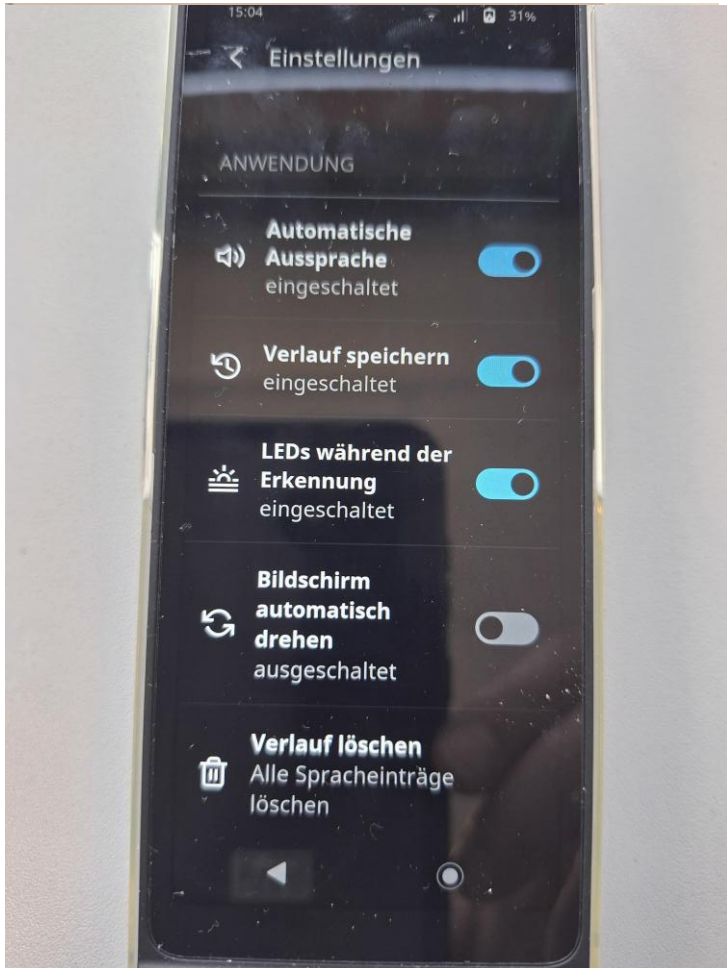 15:04 31%
Einstellungen
ANWENDUNG
Automatische
Aussprache
eingeschaltet
Verlauf speichern
eingeschaltet
LEDs während der
Erkennung
eingeschaltet
Bildschirm
automatisch
drehen
ausgeschaltet
Verlauf löschen
Alle Spracheinträge
löschen